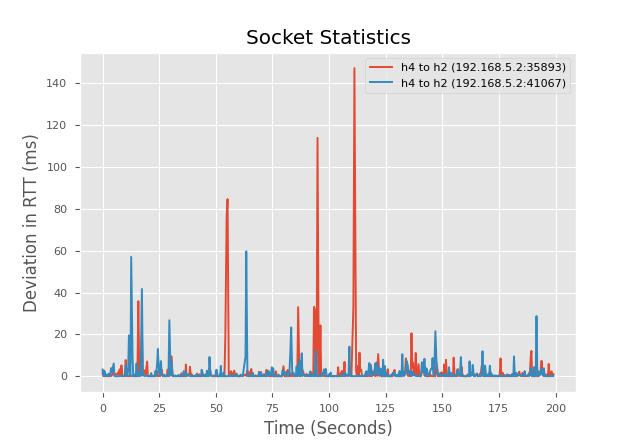 Socket Statistics
h4 to h2 (192.168.5.2:35893)
h4 to h2 (192.168.5.2:41067)
Deviation in RTT (ms)
140
120
100
80
60
40
20
0
0 25 50 75 100 125 150 175 200
Time (Seconds)